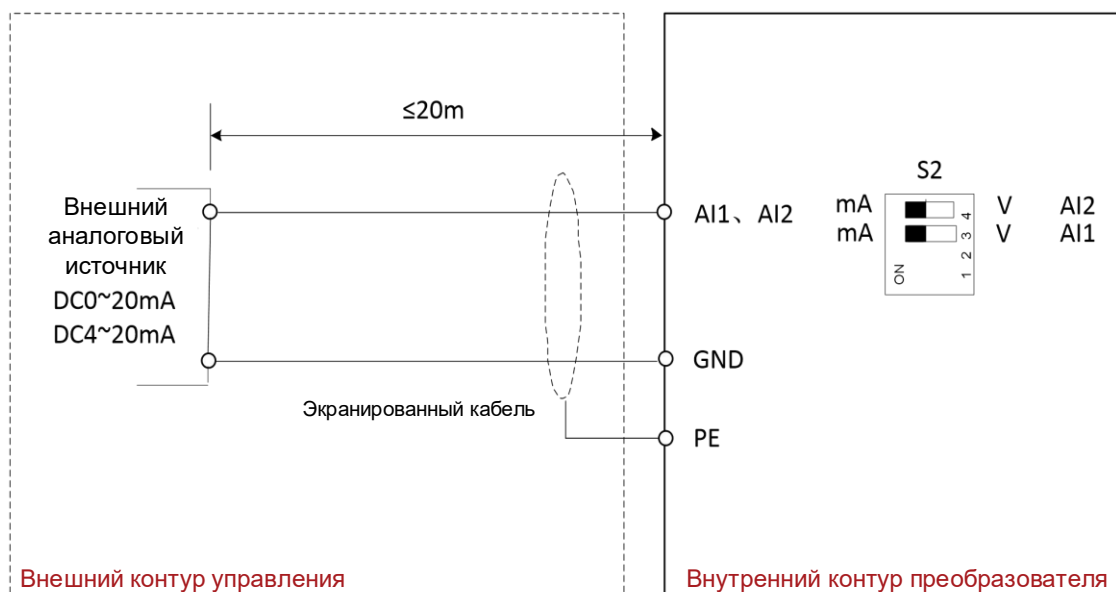 ≤20m
S2
Внешний
аналоговый
источник
DC0~20mA
DC4~20mA
AI1、AI2
mA
4
V
AI2
mA
3
V
AI1
ON
1 2
GND
Экранированный кабель
PE
Внешний контур управления
Внутренний контур преобразователя